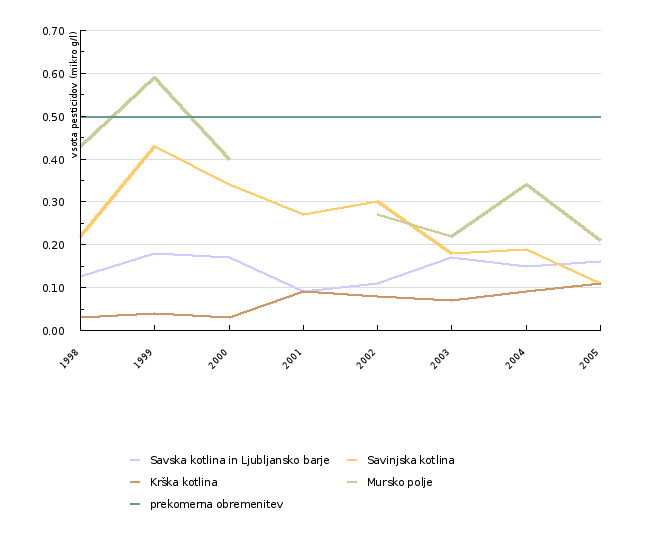 0.70
0.60
0.50
0.40
0.30
0.20
0.10
0.00
vsota pesticidov (mikro g/l)
1998
1999
2000
2001
2002
2003
2004
2005
Savska kotlina in Ljubljansko barje
Savinjska kotlina
Krška kotlina
Mursko polje
prekomerna obremenitev